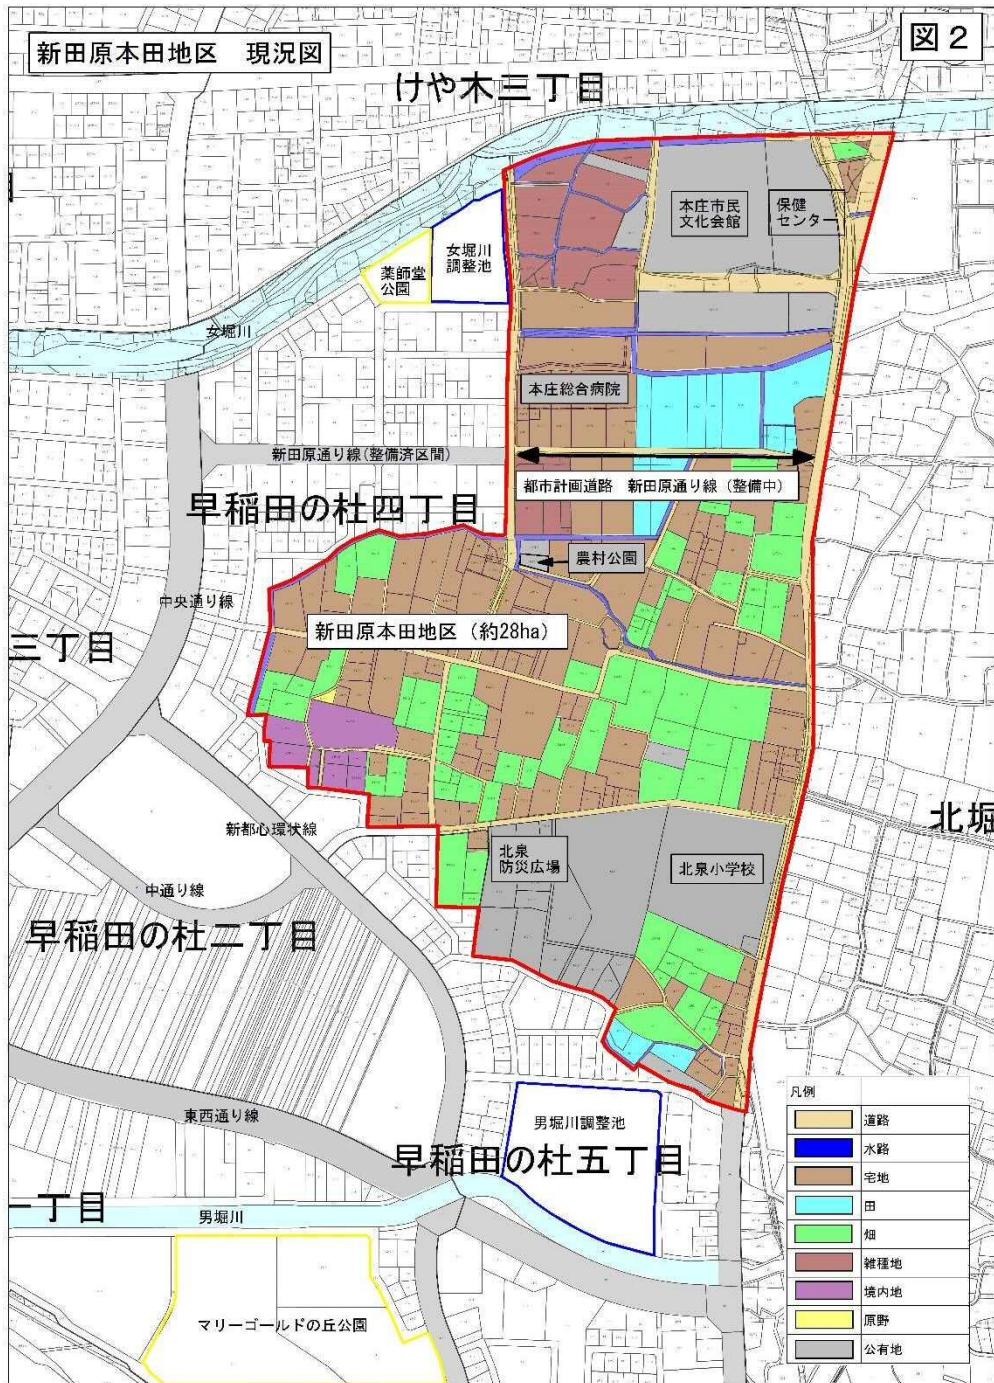 新田原本田地区　現況図
図２
けや木三丁目
本庄市民
文化会館
保健
センター
女堀川
調整池
薬師堂
公園
女堀川
本庄総合病院
新田原通り線(整備済区間)
都市計画道路　新田原通り線（整備中）
早稲田の杜四丁目
農村公園
中央通り線
新田原本田地区（約28ha）
三丁目
北堀
新都心環状線
北泉
防災広場
北泉小学校
中通り線
早稲田の杜二丁目
東西通り線
男堀川調整池
早稲田の杜五丁目
一丁目
男堀川
マリーゴールドの丘公園
凡例
道路
水路
宅地
田
畑
雑種地
境内地
原野
公有地